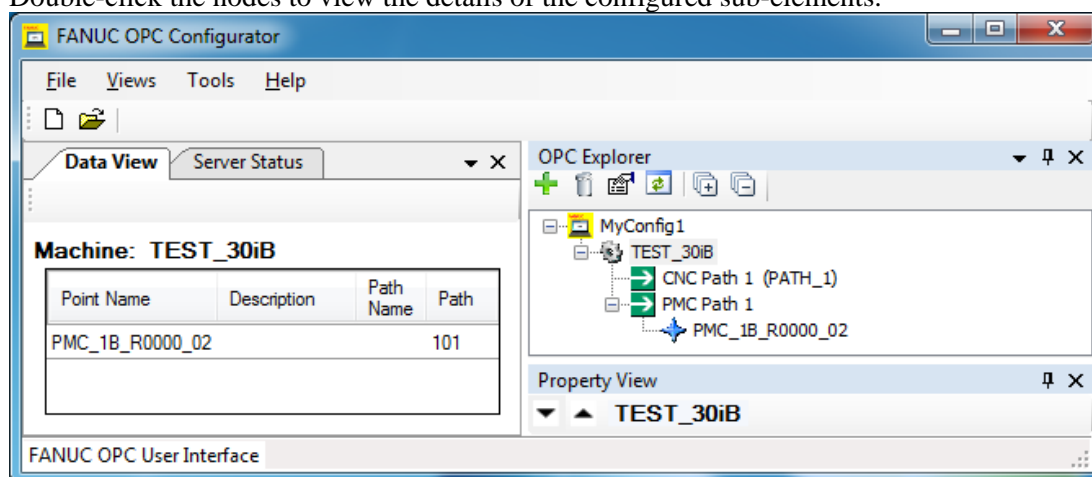 Double-click the nodes to view the details of the configured sub-elements.
FANUC OPC Configurator
File Views Tools Help
Data View Server Status
OPC Explorer
Machine: TEST_30iB
Point Name Description Path Name Path
PMC_1B_R0000_02 101
MyConfig1
TEST_30iB
CNC Path 1 (PATH_1)
PMC Path 1
PMC_1B_R0000_02
Property View
TEST_30iB
FANUC OPC User Interface